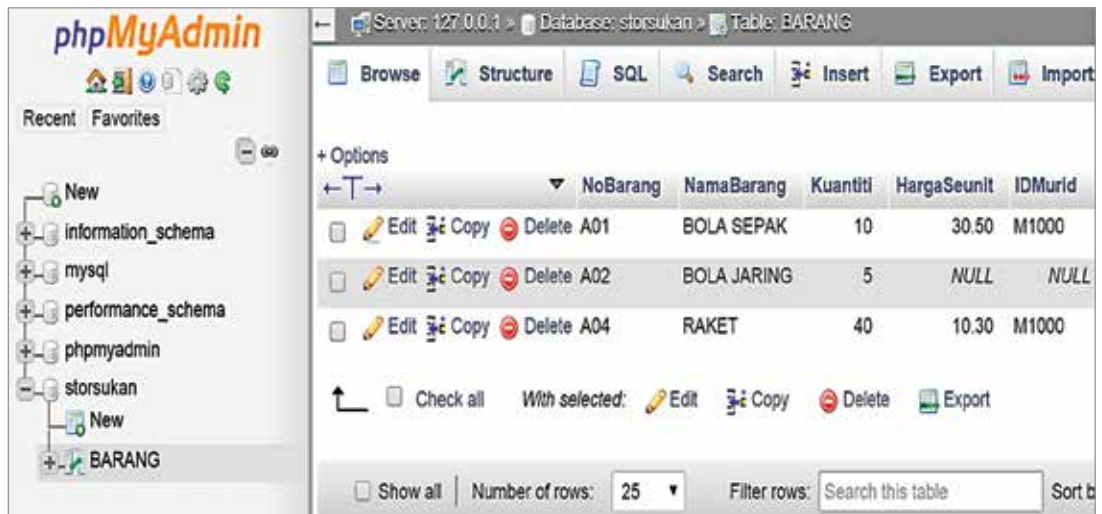 phpMyAdmin
Recent Favorites
New
information_schema
mysql
performance_schema
phpmyadmin
storsukan
New
BARANG
Server: 127.0.0.1 » Database: storsukan » Table: BARANG
Browse Structure SQL Search Insert Export Import
+ Options
←T→ ▼ NoBarang NamaBarang Kuantiti HargaSeunit IDMurid
Edit Copy Delete A01 BOLA SEPAK 10 30.50 M1000
Edit Copy Delete A02 BOLA JARING 5 NULL NULL
Edit Copy Delete A04 RAKET 40 10.30 M1000
Check all With selected: Edit Copy Delete Export
Show all Number of rows: 25 Filter rows: Search this table Sort b